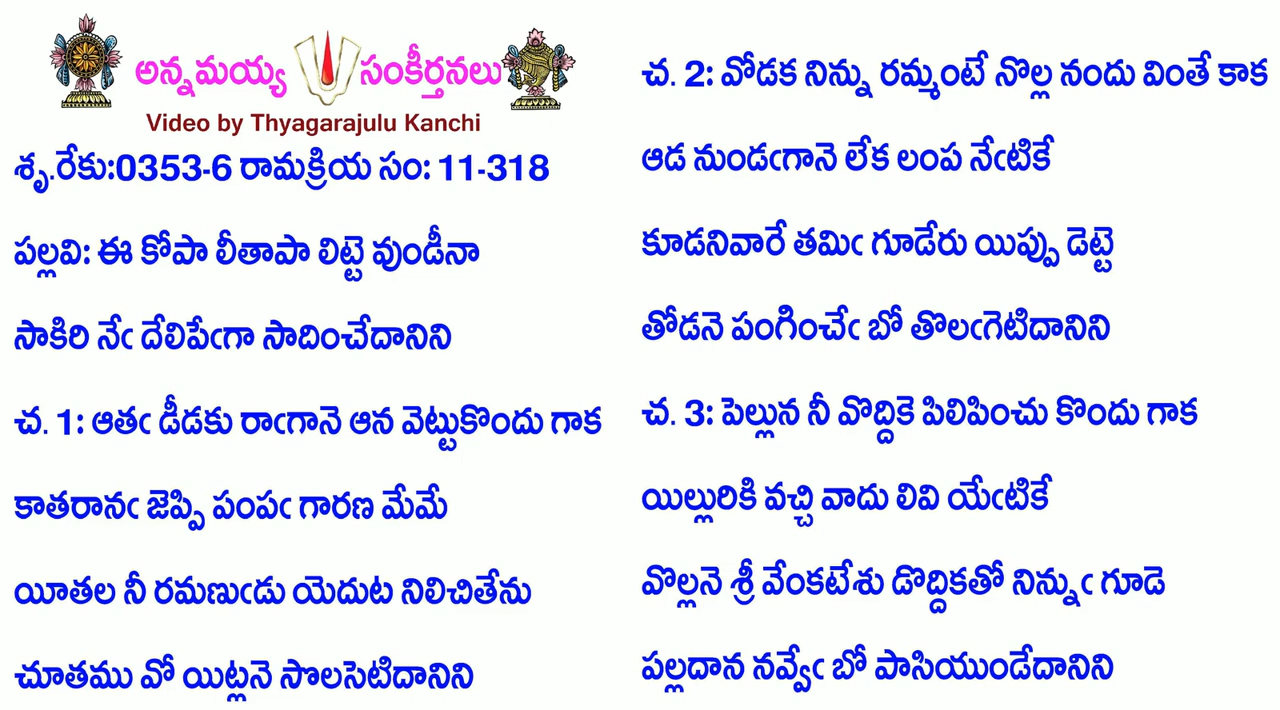 అన్నమయ్య సంకీర్తనలు
Video by Thyagarajulu Kanchi
శృ.రేకు:0353-6 రామక్రియ సం: 11-318
పల్లవి: ఈ కోపా లీతాపా లిట్టె వుండీనా
సాకిరి నేఁ దేలిపేఁగా సాదించేదానిని
చ. 1: ఆతఁ డీడకు రాఁగానె ఆన వెట్టుకొందు గాక
కాతరానఁ జెప్పి పంపఁ గారణ మేమే
యీతల నీ రమణుఁడు యెదుట నిలిచితేను
చూతము వో యిట్లనె సొలసెటిదానిని
చ. 2: వోడక నిన్ను రమ్మంటే నొల్ల నందు వింతే కాక
ఆడ నుండఁగానె లేక లంప నేఁటికే
కూడనివారే తమిఁ గూడేరు యిప్పు డెట్టె
తోడనె పంగించేఁ బో తొలఁగెటిదానిని
చ. 3: పెల్లున నీ వొద్దికె పిలిపించు కొందు గాక
యిల్లురికి వచ్చి వాదు లివి యేఁటికే
వొల్లనె శ్రీ వేంకటేశు డొద్దికతో నిన్నుఁ గూడె
పల్లదాన నవ్వేఁ బో పాసియుండేదానిని